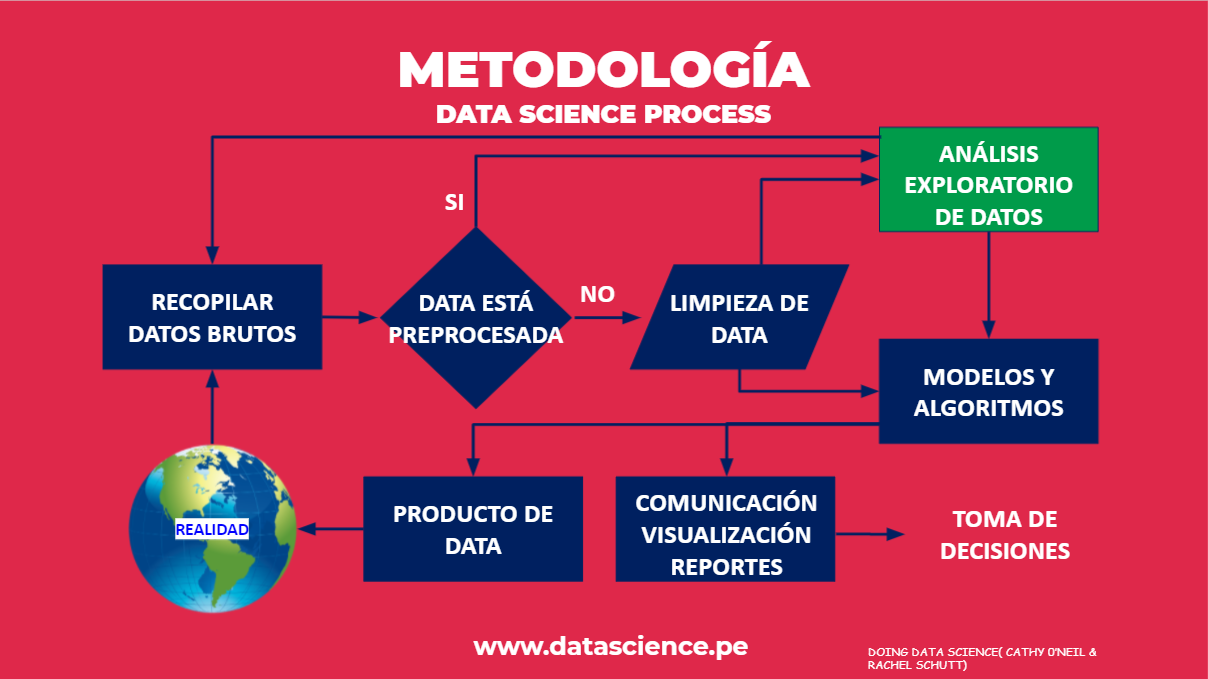 METODOLOGÍA
DATA SCIENCE PROCESS
ANÁLISIS
EXPLORATORIO
DE DATOS
SI
RECOPILAR
DATOS BRUTOS
DATA ESTÁ
PREPROCESADA
NO
LIMPIEZA DE
DATA
MODELOS Y
ALGORITMOS
REALIDAD
PRODUCTO DE
DATA
COMUNICACIÓN
VISUALIZACIÓN
REPORTES
TOMA DE
DECISIONES
www.datascience.pe
DOING DATA SCIENCE( CATHY O'NEIL &
RACHEL SCHUTT)